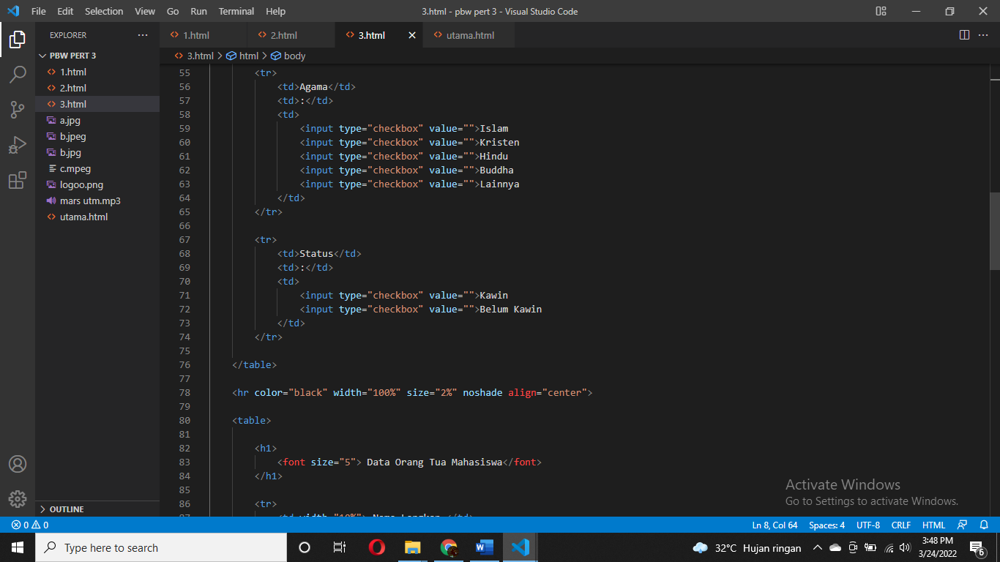 File Edit Selection View Go Run Terminal Help 3.html - pbw pert 3 - Visual Studio Code
EXPLORER
1.html 2.html 3.html utama.html
PBW PERT 3
1.html
2.html
3.html
a.jpg
b.jpeg
b.jpg
c.mpeg
logoo.png
mars utm.mp3
utama.html
OUTLINE
3.html > html > body
55 <tr>
56 <td>Agama</td>
57 <td>:</td>
58 <td>
59 <input type="checkbox" value="">Islam
60 <input type="checkbox" value="">Kristen
61 <input type="checkbox" value="">Hindu
62 <input type="checkbox" value="">Buddha
63 <input type="checkbox" value="">Lainnya
64 </td>
65 </tr>
66
67 <tr>
68 <td>Status</td>
69 <td>:</td>
70 <td>
71 <input type="checkbox" value="">Kawin
72 <input type="checkbox" value="">Belum Kawin
73 </td>
74 </tr>
75
76 </table>
77
78 <hr color="black" width="100%" size="2%" noshade align="center">
79
80 <table>
81
82 <h1>
83 <font size="5"> Data Orang Tua Mahasiswa</font>
84 </h1>
85
86 <tr>
87 <td width="10%"> Nama Lengkap </td>
Activate Windows
Go to Settings to activate Windows.
0 0 Ln 8, Col 64 Spaces: 4 UTF-8 CRLF HTML
Type here to search
W
32°C Hujan ringan
3:48 PM
3/24/2022
6